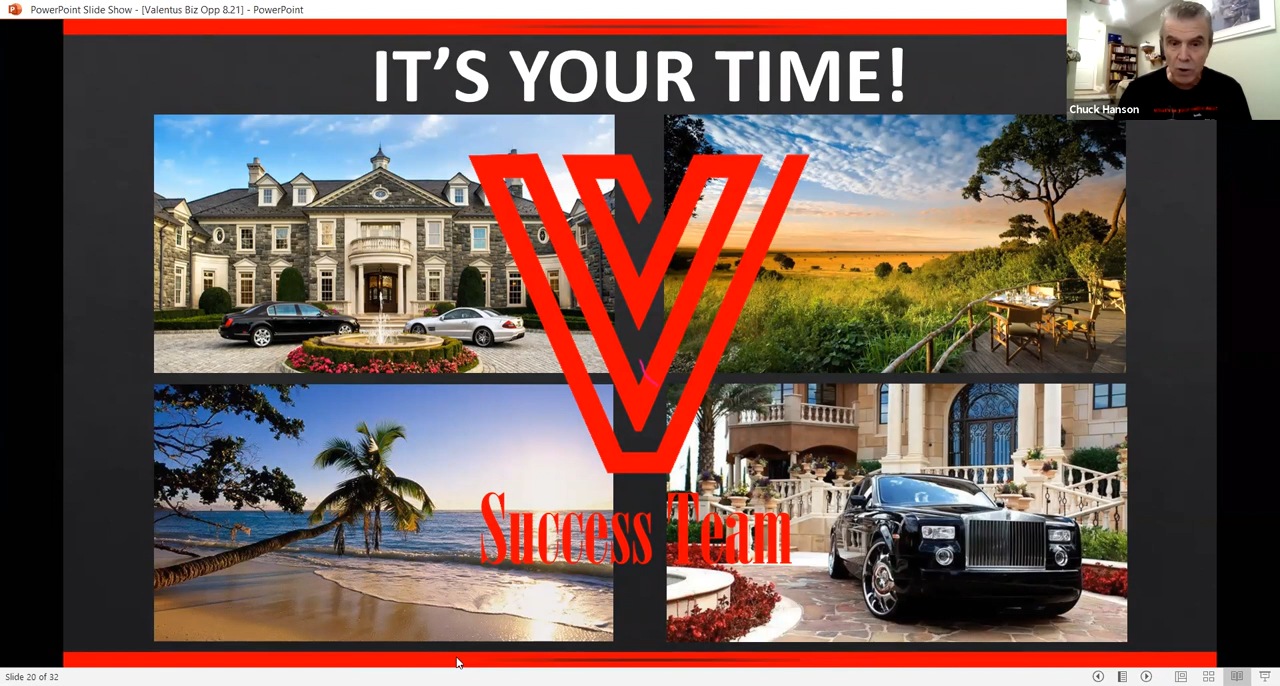 PowerPoint Slide Show - [Valentus Biz Opp 8.21] - PowerPoint
IT'S YOUR TIME!
Chuck Hanson
Success Team
Slide 20 of 32